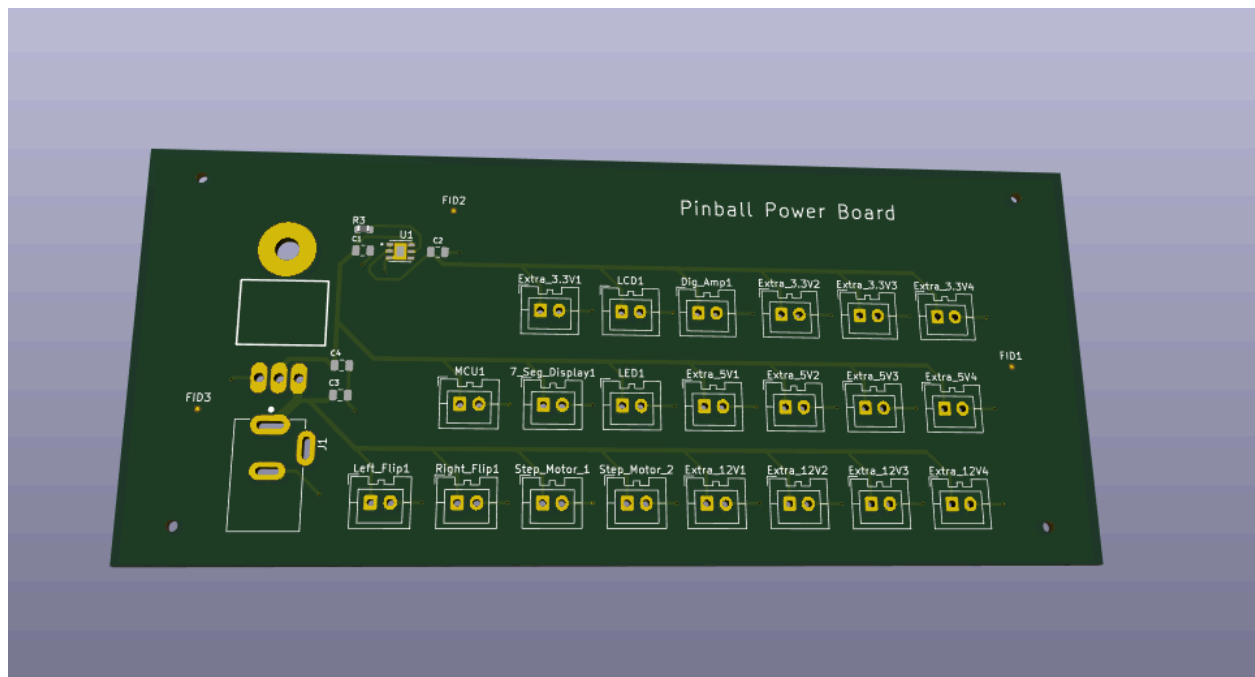 Pinball Power Board
FID2
R3
C1
U1
C2
Extra_3.3V1
LCD1
Dig_Amp1
Extra_3.3V2
Extra_3.3V3
Extra_3.3V4
C4
FID1
MCU1
7_Seg_Display1
LED1
Extra_5V1
Extra_5V2
Extra_5V3
Extra_5V4
C3
FID3
J1
Left_Flip1
Right_Flip1
Step_Motor_1
Step_Motor_2
Extra_12V1
Extra_12V2
Extra_12V3
Extra_12V4